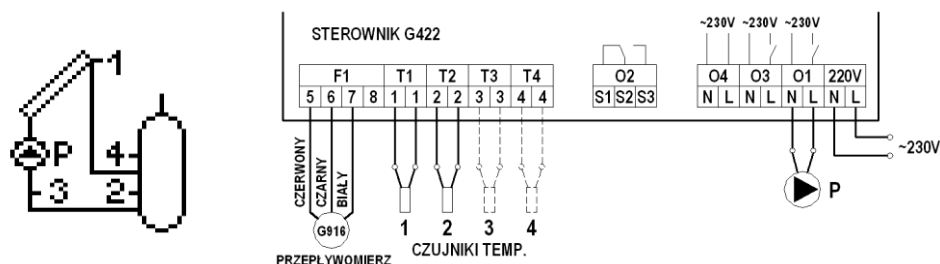 1
P
4
3
2
STEROWNIK G422
~230V ~230V ~230V
F1 T1 T2 T3 T4
5 6 7 8 1 1 2 2 3 3 4 4
O2
S1 S2 S3
O4 O3 O1 220V
N L N L N L N L
~230V
CZERWONY
CZARNY
BIAŁY
G916
PRZEPŁYWOMIERZ
1 2 3 4
CZUJNIKI TEMP.
P